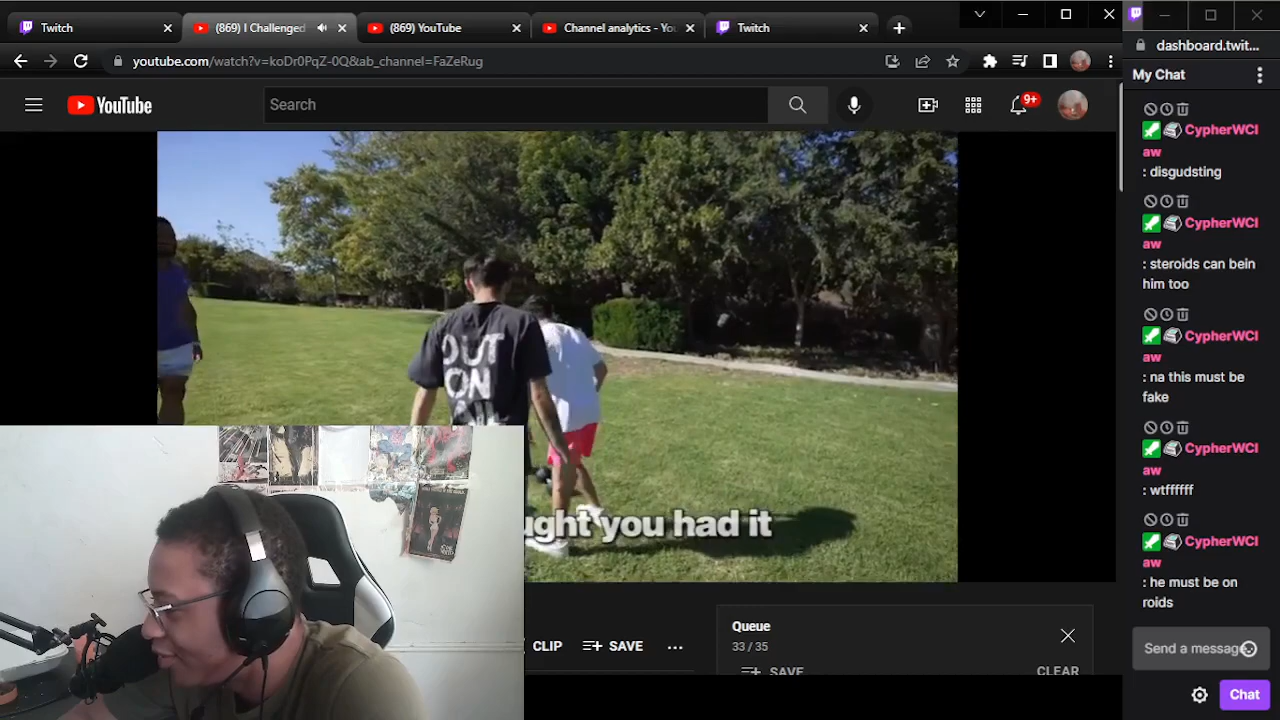 Twitch
(869) I Challenged
(869) YouTube
Channel analytics - Yo
Twitch
youtube.com/watch?v=koDr0PqZ-0Q&ab_channel=FaZeRug
dashboard.twit...
My Chat
YouTube
Search
9+
CypherWCl
aw
: disgudsting
CypherWCl
aw
: steroids can bein
him too
CypherWCl
aw
: na this must be
fake
CypherWCl
aw
: wtffffff
CypherWCl
aw
: he must be on
roids
OUT
ON
ught you had it
CLIP
SAVE
...
Queue
33 / 35
SAVE
CLEAR
Send a message
Chat